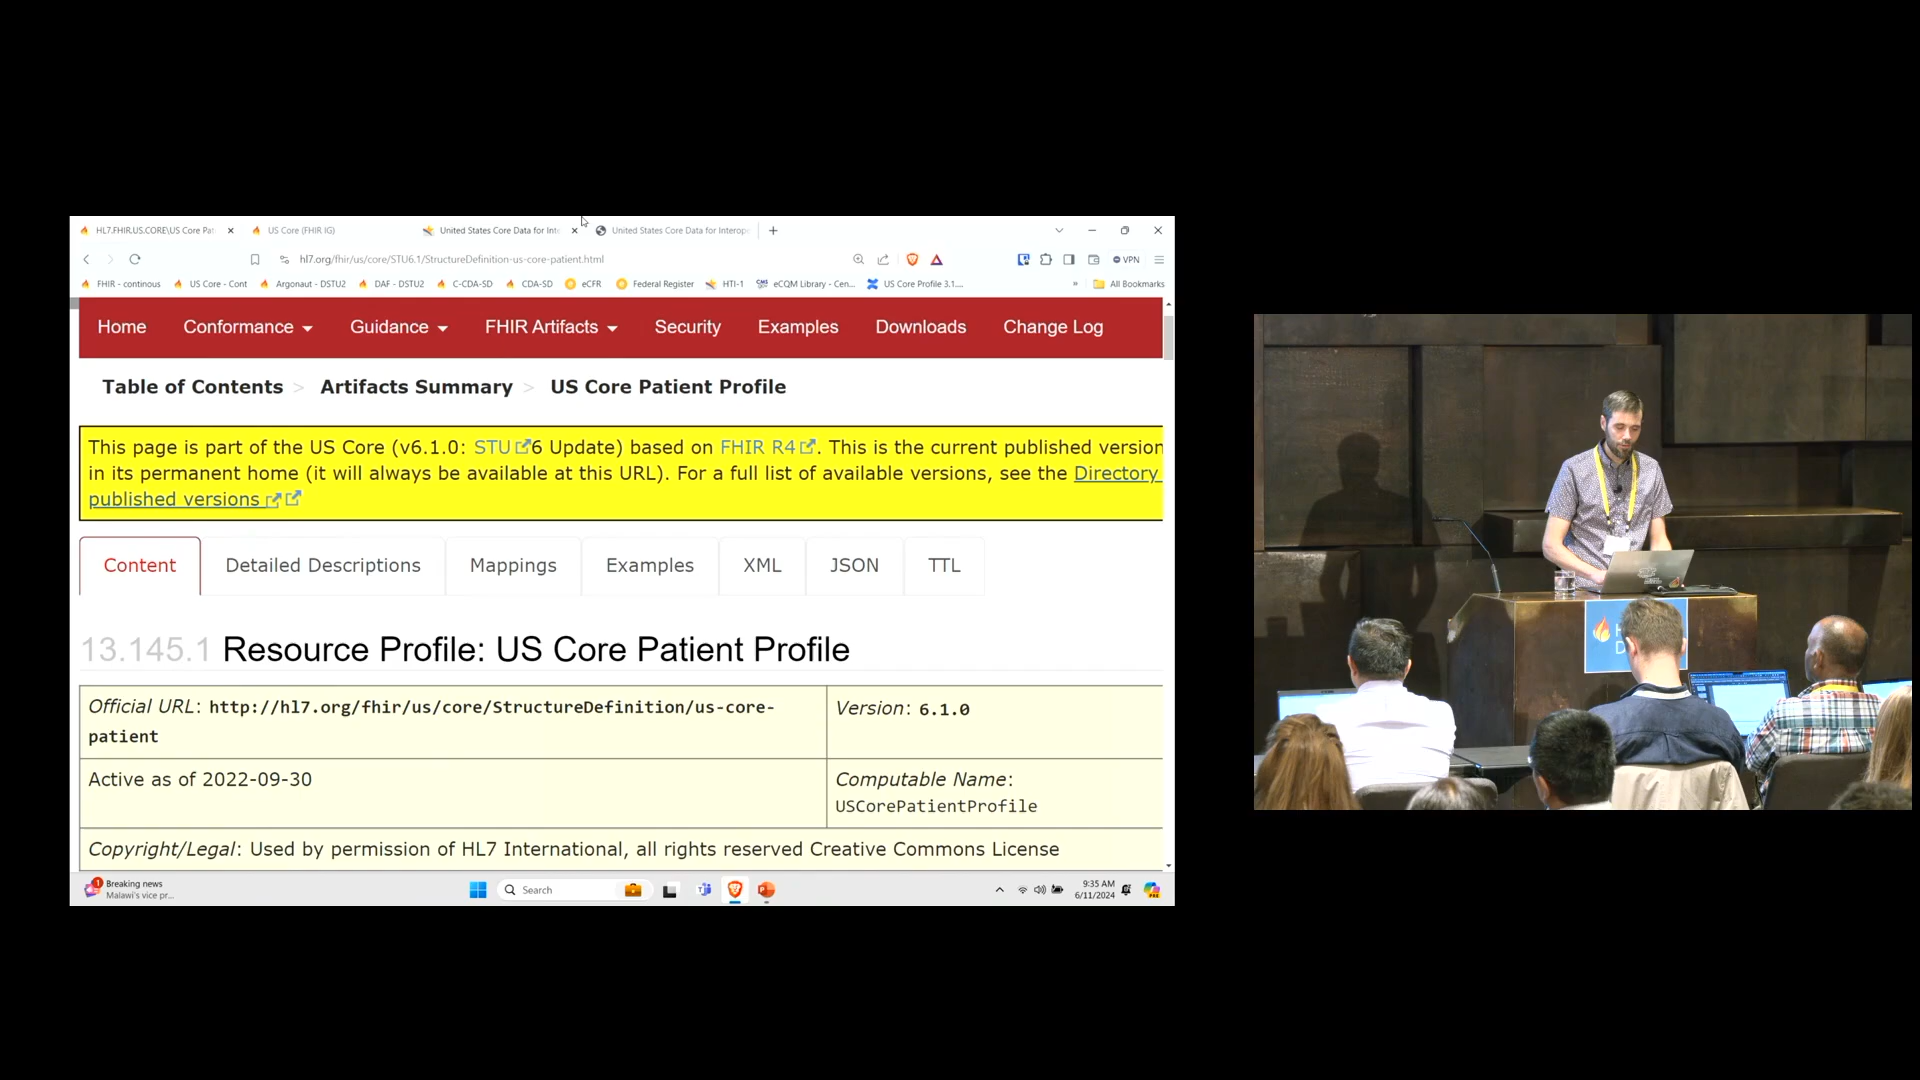 HL7.FHIR.US.CORE\US Core Pat
US Core (FHIR IG)
United States Core Data for Inte
United States Core Data for Interop
hl7.org/fhir/us/core/STU6.1/StructureDefinition-us-core-patient.html
VPN
FHIR - continous
US Core - Cont
Argonaut - DSTU2
DAF - DSTU2
C-CDA-SD
CDA-SD
eCFR
Federal Register
HTI-1
eCQM Library - Cen...
US Core Profile 3.1....
»
All Bookmarks
Home
Conformance
Guidance
FHIR Artifacts
Security
Examples
Downloads
Change Log
Table of Contents > Artifacts Summary > US Core Patient Profile
This page is part of the US Core (v6.1.0: STU 6 Update) based on FHIR R4 . This is the current published version
in its permanent home (it will always be available at this URL). For a full list of available versions, see the Directory
published versions
Content
Detailed Descriptions
Mappings
Examples
XML
JSON
TTL
13.145.1 Resource Profile: US Core Patient Profile
Official URL: http://hl7.org/fhir/us/core/StructureDefinition/us-core-
patient
Version: 6.1.0
Active as of 2022-09-30
Computable Name:
USCorePatientProfile
Copyright/Legal: Used by permission of HL7 International, all rights reserved Creative Commons License
1
Breaking news
Malawi's vice pr...
Search
9:35 AM
6/11/2024